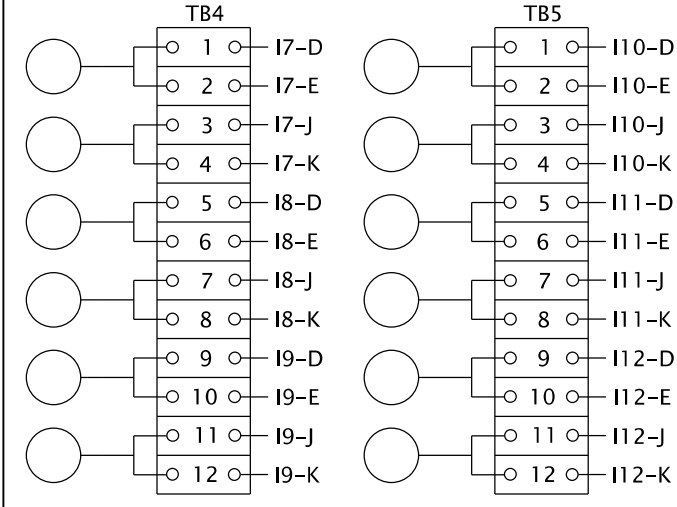 TB4 TB5
1 I7-D 1 I10-D
2 I7-E 2 I10-E
3 I7-J 3 I10-J
4 I7-K 4 I10-K
5 I8-D 5 I11-D
6 I8-E 6 I11-E
7 I8-J 7 I11-J
8 I8-K 8 I11-K
9 I9-D 9 I12-D
10 I9-E 10 I12-E
11 I9-J 11 I12-J
12 I9-K 12 I12-K